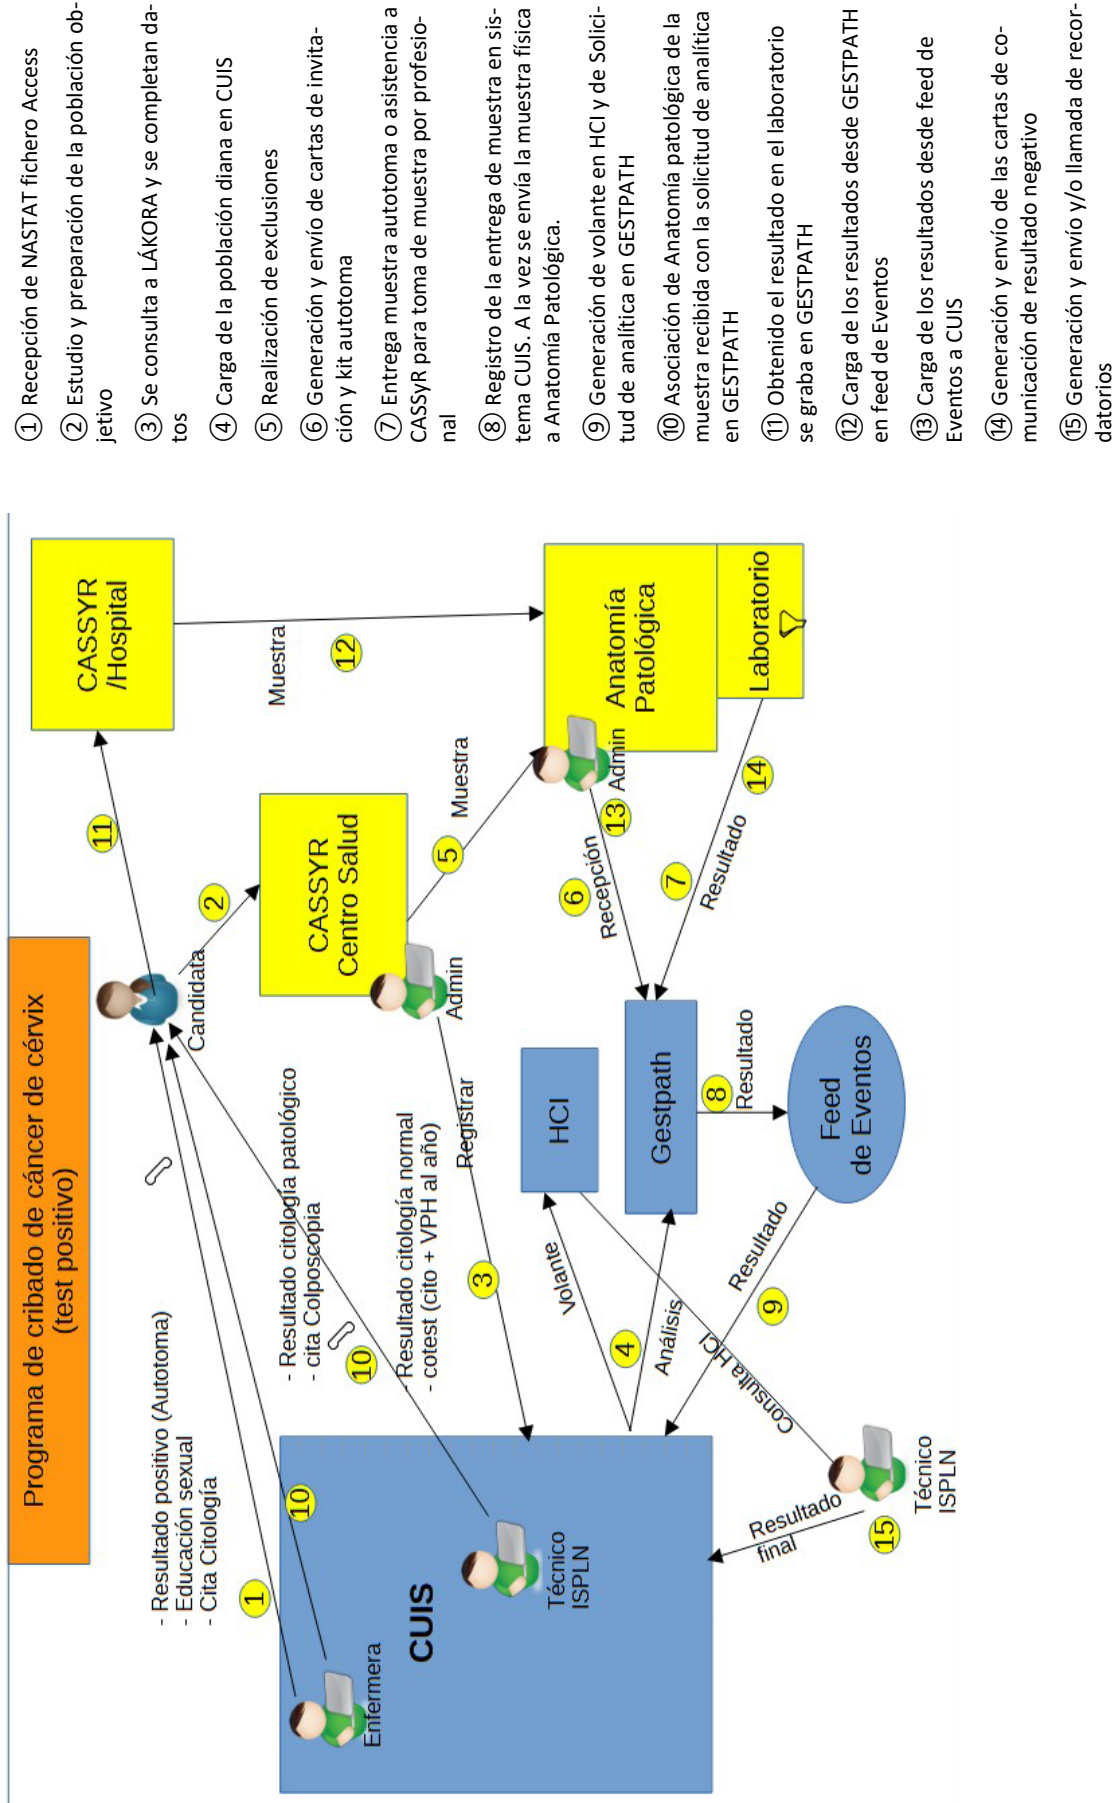 Programa de cribado de cáncer de cérvix
(test positivo)
- Resultado positivo (Autotoma)
- Educación sexual
- Cita Citología
1
Candidata
11
CASSYR
/Hospital
2
Muestra
12
- Resultado citología patológico
- cita Colposcopia
10
10
CASSYR
Centro Salud
Admin
5
Muestra
- Resultado citología normal
- cotest (cito + VPH al año)
Registrar
3
Enfermera
CUIS
Técnico
ISPLN
Volante
4
Análisis
HCI
Gestpath
6
Recepción
13
Admin
Anatomía
Patológica
Laboratorio
7
Resultado
14
8
Resultado
Feed
de Eventos
Resultado
9
Consulta HCI
Resultado
final
15
Técnico
ISPLN
① Recepción de NASTAT fichero Access
② Estudio y preparación de la población ob-
jetivo
③ Se consulta a LÁKORA y se completan da-
tos
④ Carga de la población diana en CUIS
⑤ Realización de exclusiones
⑥ Generación y envío de cartas de invita-
ción y kit autotoma
⑦ Entrega muestra autotoma o asistencia a
CASSyR para toma de muestra por profesio-
nal
⑧ Registro de la entrega de muestra en sis-
tema CUIS. A la vez se envía la muestra física
a Anatomía Patológica.
⑨ Generación de volante en HCI y de Solici-
tud de analítica en GESTPATH
⑩ Asociación de Anatomía patológica de la
muestra recibida con la solicitud de analítica
en GESTPATH
⑪ Obtenido el resultado en el laboratorio
se graba en GESTPATH
⑫ Carga de los resultados desde GESTPATH
en feed de Eventos
⑬ Carga de los resultados desde feed de
Eventos a CUIS
⑭ Generación y envío de las cartas de co-
municación de resultado negativo
⑮ Generación y envío y/o llamada de recor-
datorios